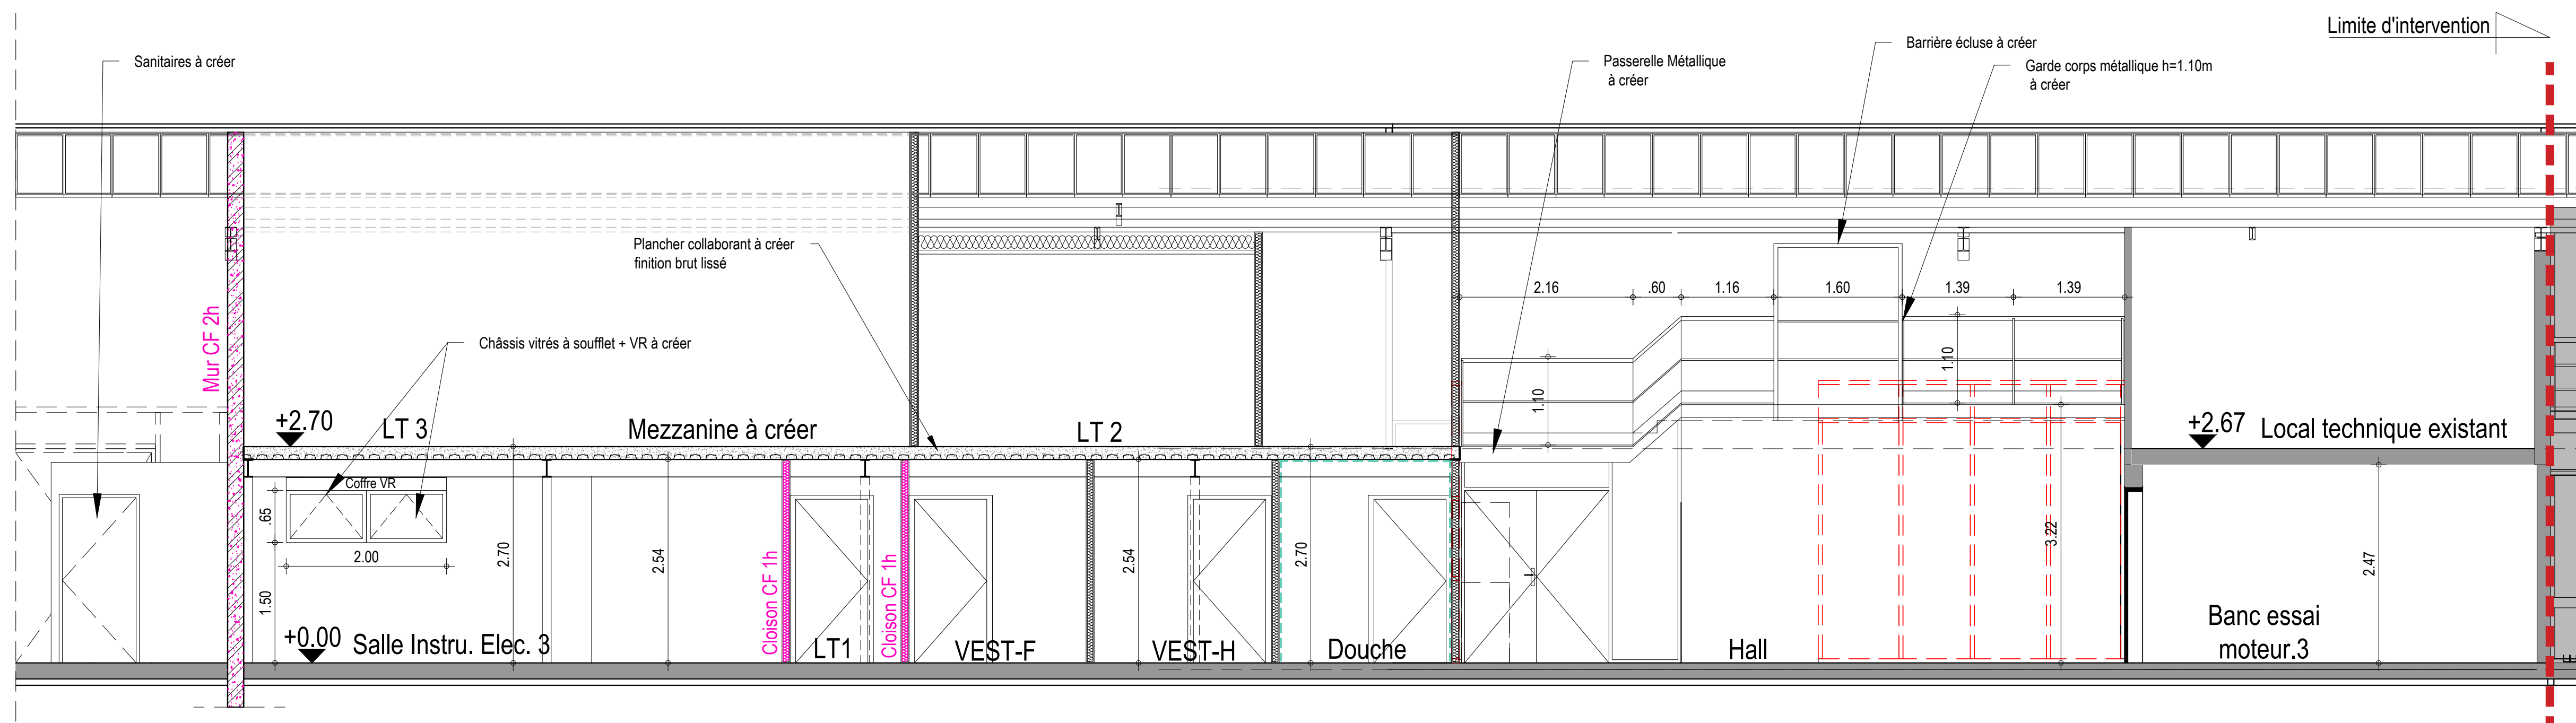 Limite d'intervention
Sanitaires à créer
Barrière écluse à créer
Passerelle Métallique
à créer
Garde corps métallique h=1.10m
à créer
Plancher collaborant à créer
finition brut lissé
2.16
.60
1.16
1.60
1.39
1.39
Mur CF 2h
Châssis vitrés à soufflet + VR à créer
1.10
1.10
+2.70
LT 3
Mezzanine à créer
LT 2
+2.67
Local technique existant
Coffre VR
.65
2.00
1.50
2.70
2.54
2.54
2.70
3.22
2.47
Cloison CF 1h
Cloison CF 1h
+0.00
Salle Instru. Elec. 3
LT1
VEST-F
VEST-H
Douche
Hall
Banc essai
moteur.3